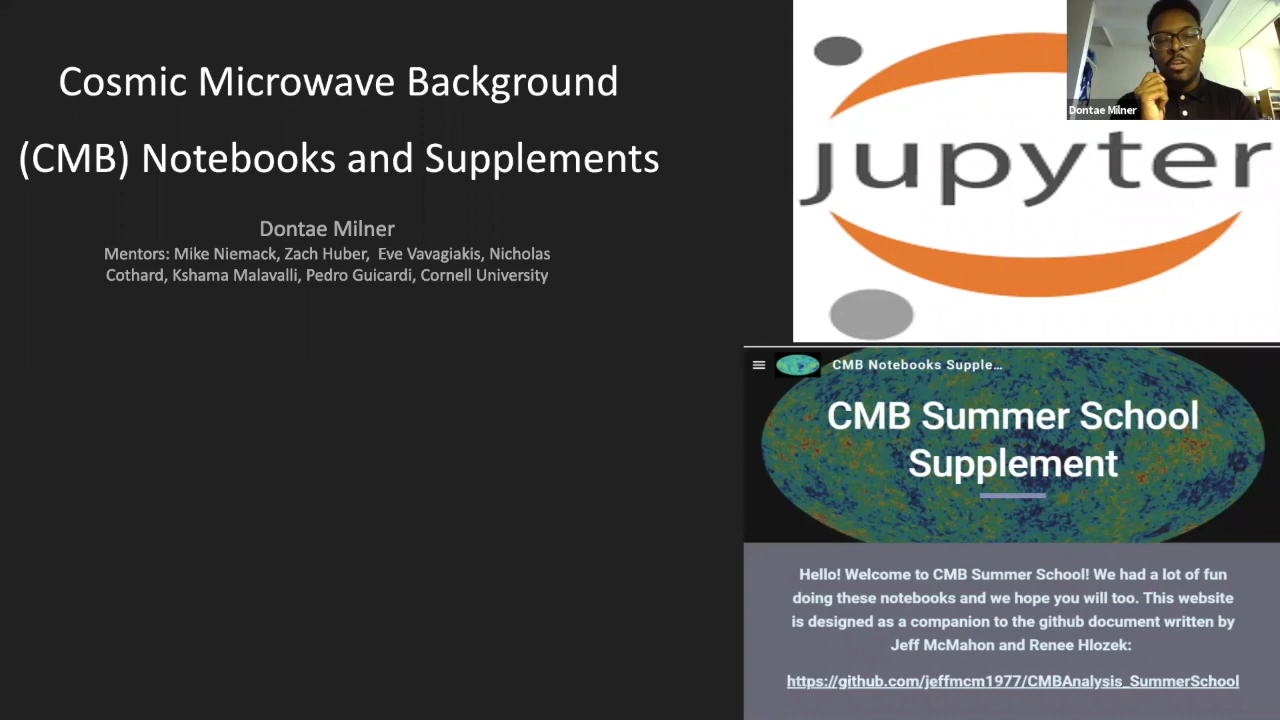 Cosmic Microwave Background
(CMB) Notebooks and Supplements
Dontae Milner
Mentors: Mike Niemack, Zach Huber, Eve Vavagiakis, Nicholas
Cothard, Kshama Malavalli, Pedro Guicardi, Cornell University
jupyter
Dontae Milner
CMB Notebooks Supple…
CMB Summer School
Supplement
Hello! Welcome to CMB Summer School! We had a lot of fun
doing these notebooks and we hope you will too. This website
is designed as a companion to the github document written by
Jeff McMahon and Renee Hlozek:
https://github.com/jeffmcm1977/CMBAnalysis_SummerSchool